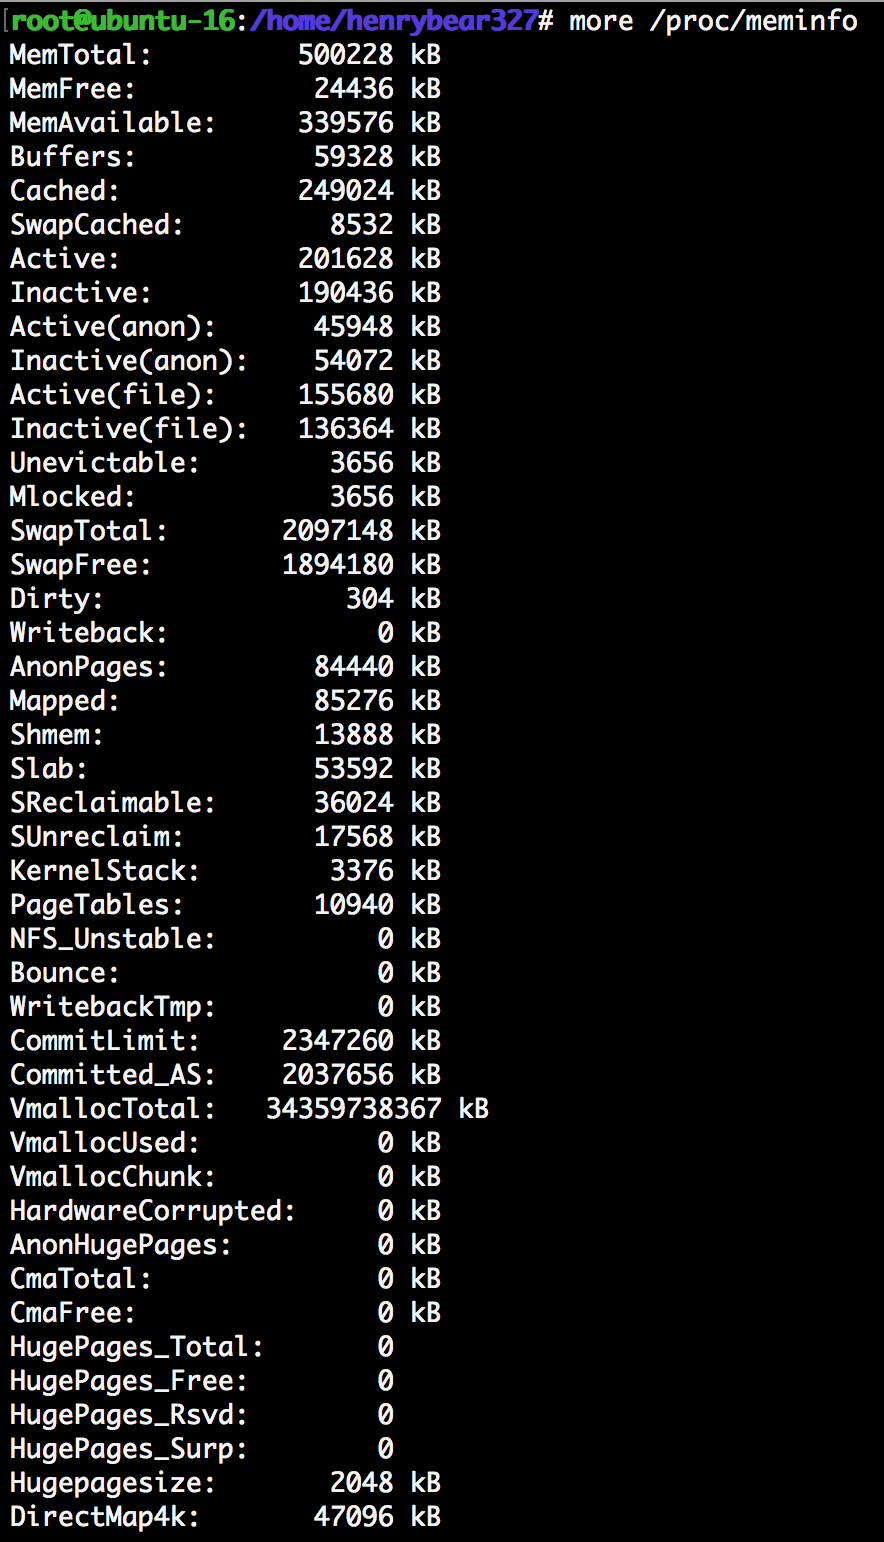 [root@ubuntu-16:/home/henrybear327# more /proc/meminfo
MemTotal:         500228 kB
MemFree:           24436 kB
MemAvailable:     339576 kB
Buffers:           59328 kB
Cached:           249024 kB
SwapCached:         8532 kB
Active:           201628 kB
Inactive:         190436 kB
Active(anon):      45948 kB
Inactive(anon):    54072 kB
Active(file):     155680 kB
Inactive(file):   136364 kB
Unevictable:        3656 kB
Mlocked:            3656 kB
SwapTotal:       2097148 kB
SwapFree:        1894180 kB
Dirty:               304 kB
Writeback:             0 kB
AnonPages:         84440 kB
Mapped:            85276 kB
Shmem:             13888 kB
Slab:              53592 kB
SReclaimable:      36024 kB
SUnreclaim:        17568 kB
KernelStack:        3376 kB
PageTables:        10940 kB
NFS_Unstable:          0 kB
Bounce:                0 kB
WritebackTmp:          0 kB
CommitLimit:     2347260 kB
Committed_AS:    2037656 kB
VmallocTotal:   34359738367 kB
VmallocUsed:           0 kB
VmallocChunk:          0 kB
HardwareCorrupted:     0 kB
AnonHugePages:         0 kB
CmaTotal:              0 kB
CmaFree:               0 kB
HugePages_Total:       0
HugePages_Free:        0
HugePages_Rsvd:        0
HugePages_Surp:        0
Hugepagesize:       2048 kB
DirectMap4k:       47096 kB